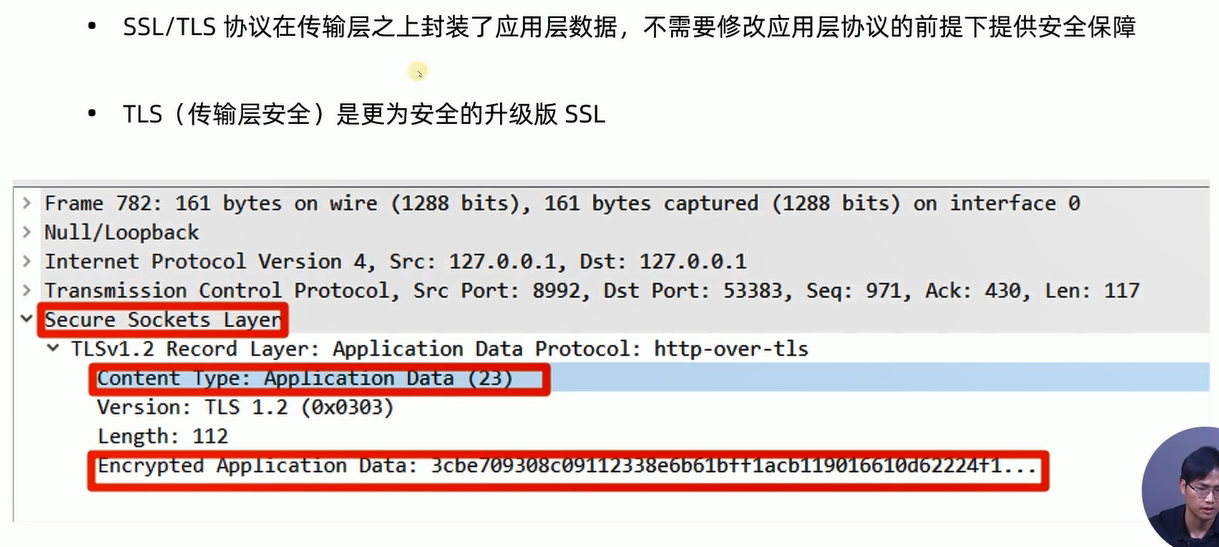 • SSL/TLS 协议在传输层之上封装了应用层数据，不需要修改应用层协议的前提下提供安全保障
• TLS（传输层安全）是更为安全的升级版 SSL
Frame 782: 161 bytes on wire (1288 bits), 161 bytes captured (1288 bits) on interface 0
Null/Loopback
Internet Protocol Version 4, Src: 127.0.0.1, Dst: 127.0.0.1
Transmission Control Protocol, Src Port: 8992, Dst Port: 53383, Seq: 971, Ack: 430, Len: 117
Secure Sockets Layer
TLSv1.2 Record Layer: Application Data Protocol: http-over-tls
Content Type: Application Data (23)
Version: TLS 1.2 (0x0303)
Length: 112
Encrypted Application Data: 3cbe709308c09112338e6b61bff1acb119016610d62224f1...